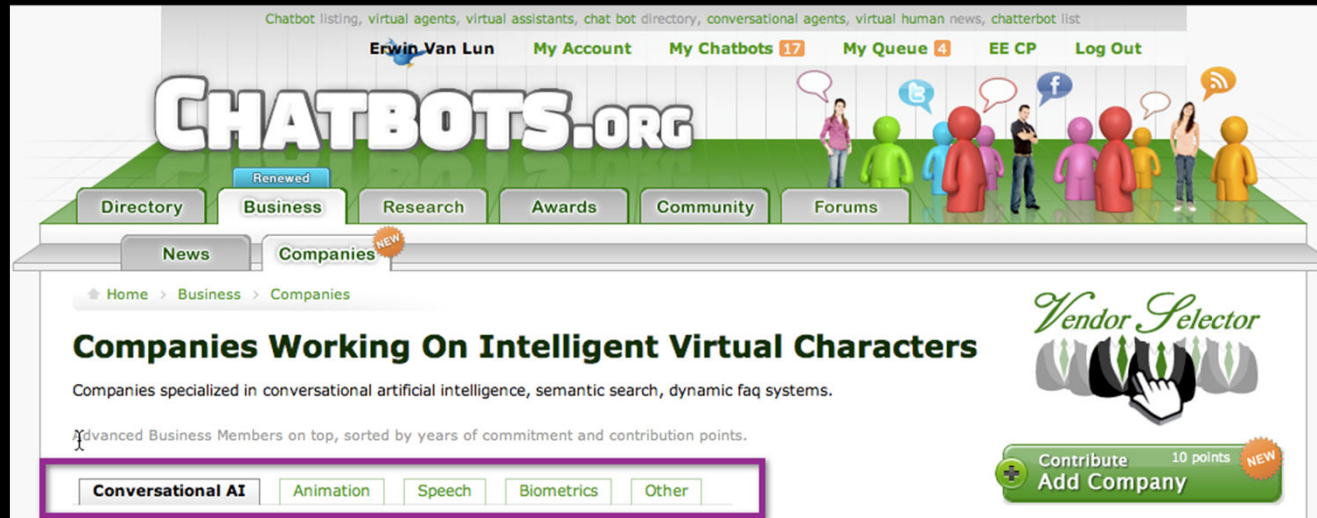 Chatbot listing, virtual agents, virtual assistants, chat bot directory, conversational agents, virtual human news, chatterbot list
Erwin Van Lun My Account My Chatbots 17 My Queue 4 EE CP Log Out
CHATBOTS.ORG
Renewed
Directory Business Research Awards Community Forums
News Companies NEW
Home > Business > Companies
Vendor Selector
Companies Working On Intelligent Virtual Characters
Companies specialized in conversational artificial intelligence, semantic search, dynamic faq systems.
Advanced Business Members on top, sorted by years of commitment and contribution points.
Contribute 10 points NEW
Add Company
Conversational AI Animation Speech Biometrics Other